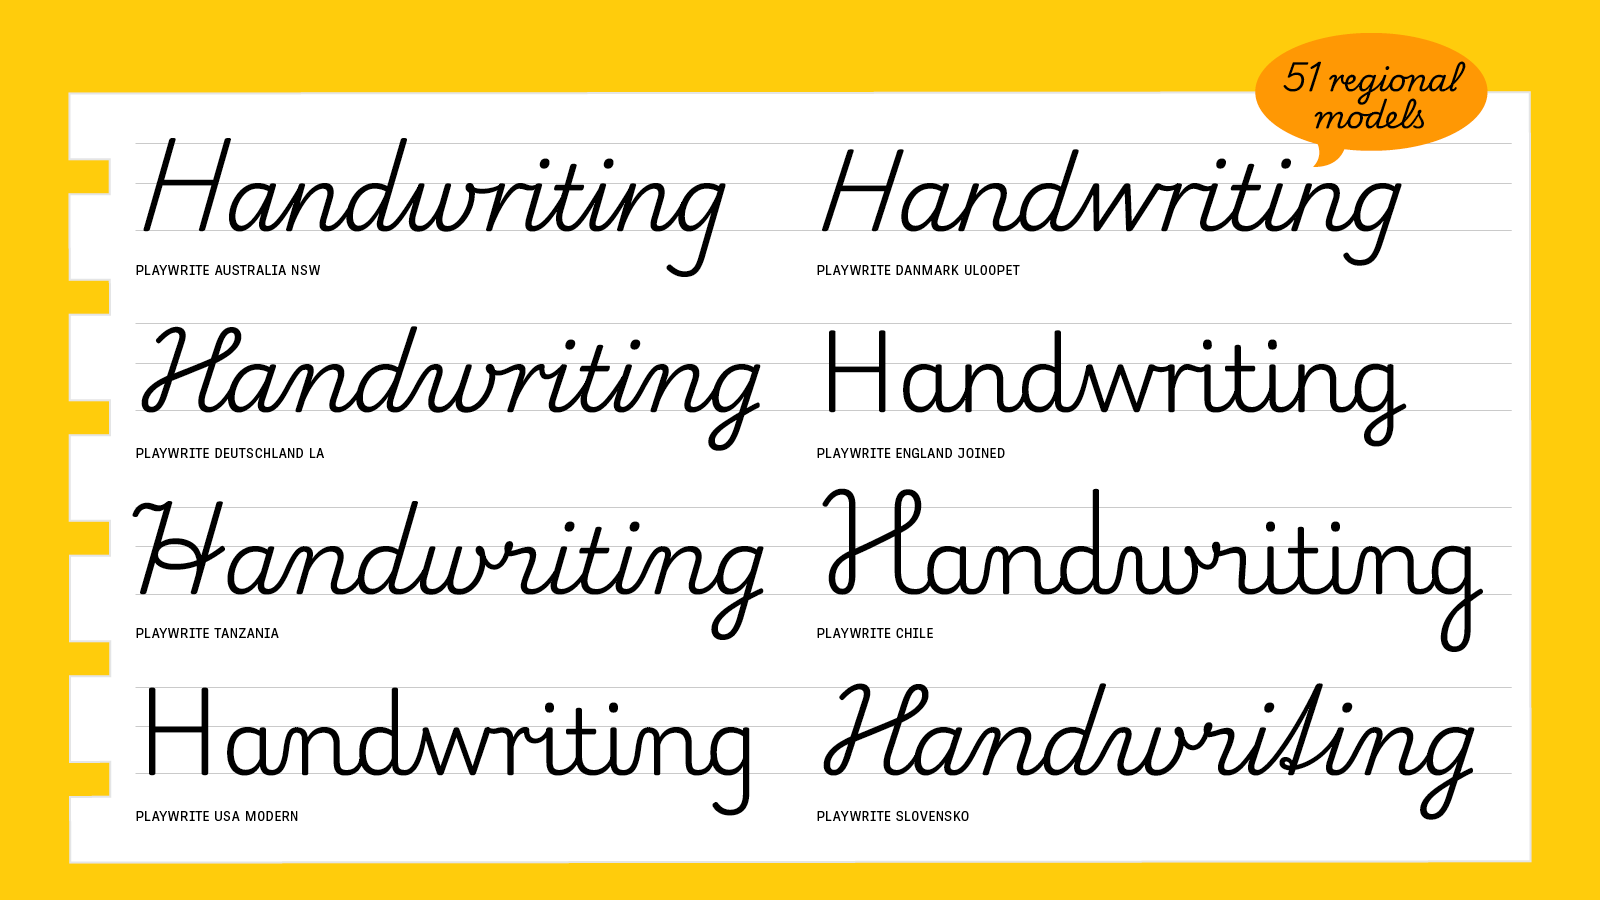 51 regional
models
Handwriting
PLAYWRITE AUSTRALIA NSW
Handwriting
PLAYWRITE DANMARK ULOOPET
Handwriting
PLAYWRITE DEUTSCHLAND LA
Handwriting
PLAYWRITE ENGLAND JOINED
Handwriting
PLAYWRITE TANZANIA
Handwriting
PLAYWRITE CHILE
Handwriting
PLAYWRITE USA MODERN
Handwriting
PLAYWRITE SLOVENSKO